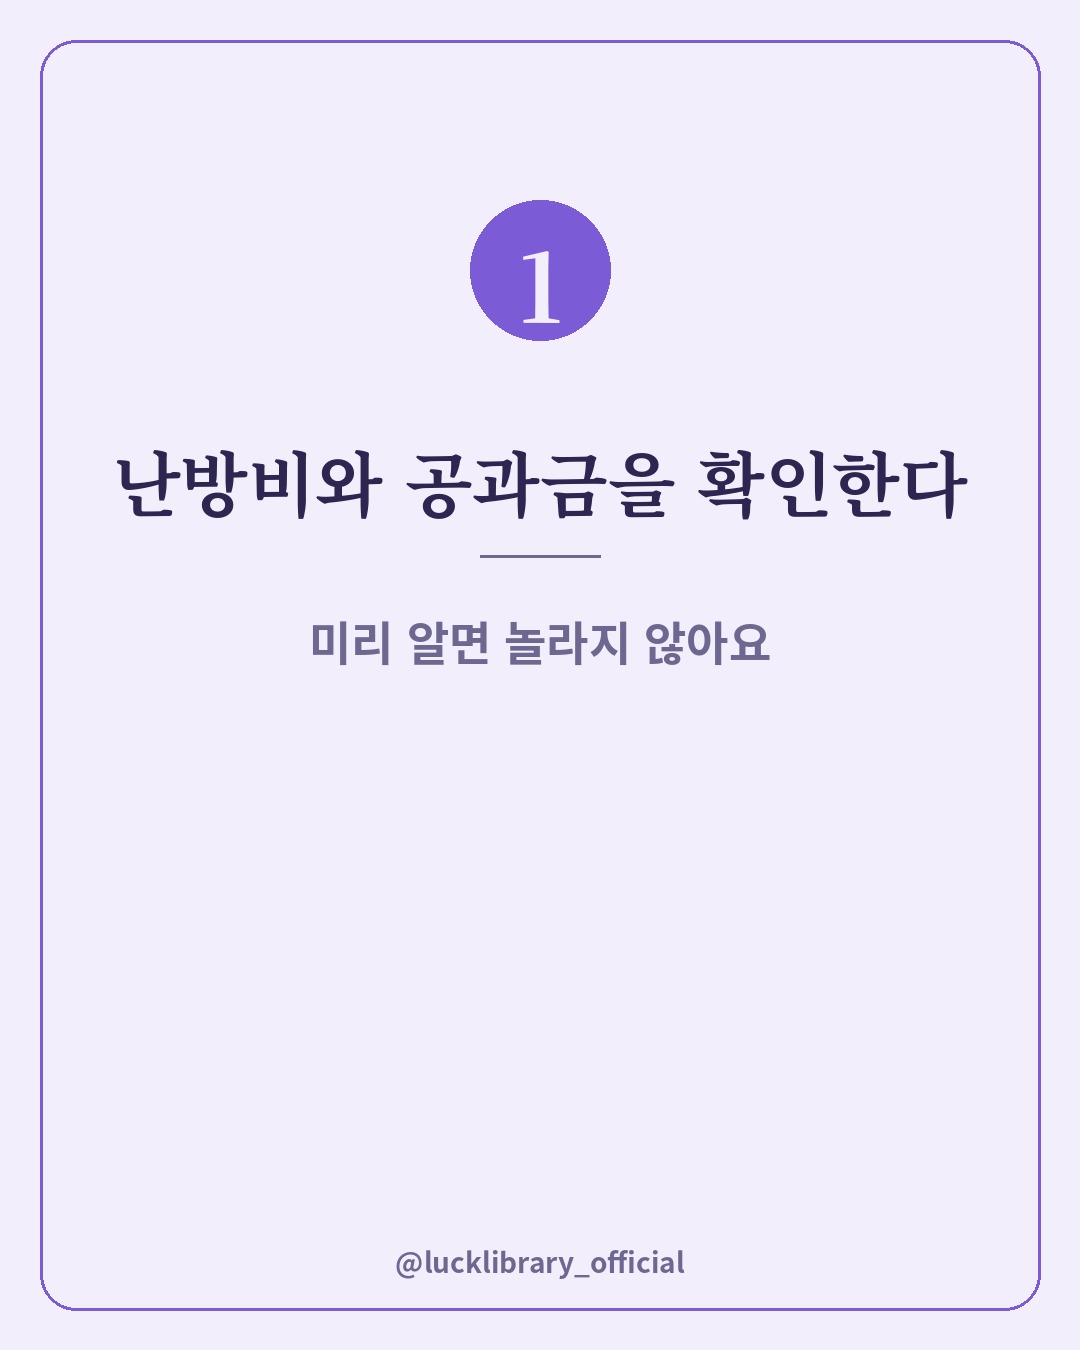 1
난방비와 공과금을 확인한다
미리 알면 놀라지 않아요
@lucklibrary_official